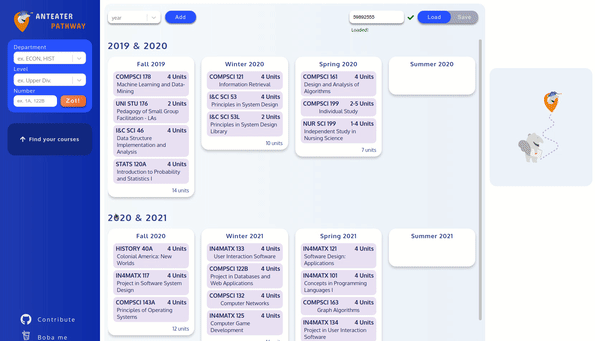 ANTEATER
PATHWAY
Department
ex. ECON, HIST.
Level
ex. Upper Div.
Number
ex. 1A, 122B
Zot!
Find your courses
Contribute
Boba me
year
Add
59692555
Load
Save
Loaded!
2019 & 2020
Fall 2019
COMPSCI 178 4 Units
Machine Learning and Data-
Mining
UNI STU 176 2 Units
Pedagogy of Small Group
Facilitation - LAs
I&C SCI 46 4 Units
Data Structure
Implementation and
Analysis
STATS 120A 4 Units
Introduction to Probability
and Statistics I
14 units
Winter 2020
COMPSCI 121 4 Units
Information Retrieval
I&C SCI 53 4 Units
Principles in System Design
I&C SCI 53L 2 Units
Principles in System Design
Library
10 units
Spring 2020
COMPSCI 161 4 Units
Design and Analysis of
Algorithms
COMPSCI 199 2-5 Units
Individual Study
NUR SCI 199 1-4 Units
Independent Study in
Nursing Science
7 units
Summer 2020
2020 & 2021
Fall 2020
HISTORY 40A 4 Units
Colonial America: New
Worlds
IN4MATX 117 4 Units
Project in Software System
Design
COMPSCI 143A 4 Units
Principles of Operating
Systems
12 units
Winter 2021
IN4MATX 133 4 Units
User Interaction Software
COMPSCI 122B 4 Units
Project in Databases and
Web Applications
COMPSCI 132 4 Units
Computer Networks
IN4MATX 125 4 Units
Computer Game
Development
Spring 2021
IN4MATX 121 4 Units
Software Design:
Applications
IN4MATX 101 4 Units
Concepts in Programming
Languages I
COMPSCI 163 4 Units
Graph Algorithms
IN4MATX 134 4 Units
Project in User Interaction
Software
Summer 2021